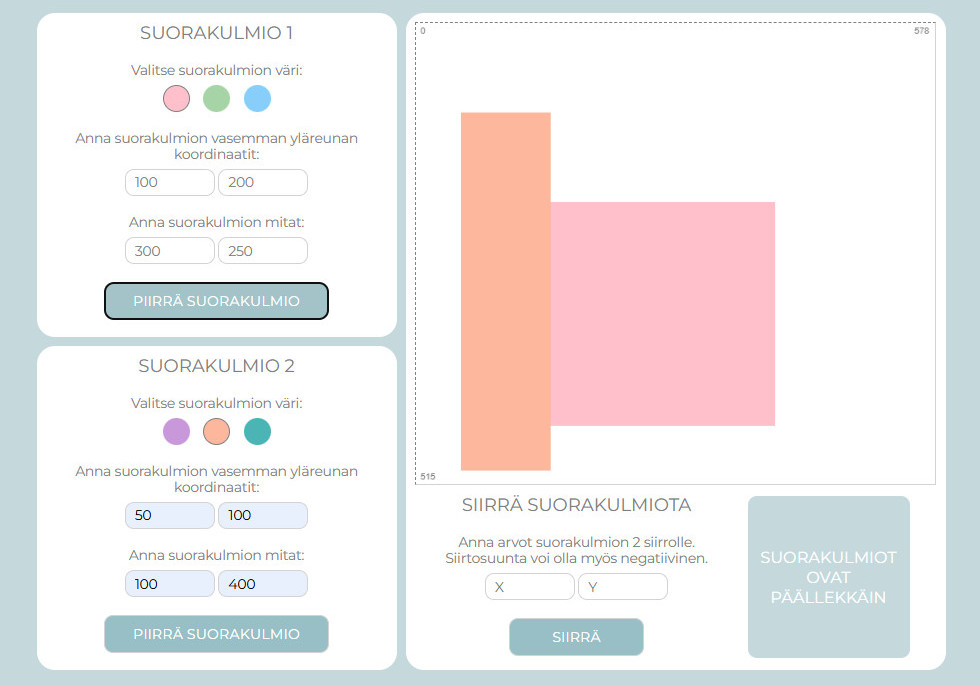 SUORAKULMIO 1
Valitse suorakulmion väri:
Anna suorakulmion vasemman yläreunan
koordinaatit:
100 200
Anna suorakulmion mitat:
300 250
PIIRRÄ SUORAKULMIO
SUORAKULMIO 2
Valitse suorakulmion väri:
Anna suorakulmion vasemman yläreunan
koordinaatit:
50 100
Anna suorakulmion mitat:
100 400
PIIRRÄ SUORAKULMIO
0 578
515
SIIRRÄ SUORAKULMIOTA
Anna arvot suorakulmion 2 siirrolle.
Siirtosuunta voi olla myös negatiivinen.
X Y
SIIRRÄ
SUORAKULMIOT
OVAT
PÄÄLLEKKÄIN